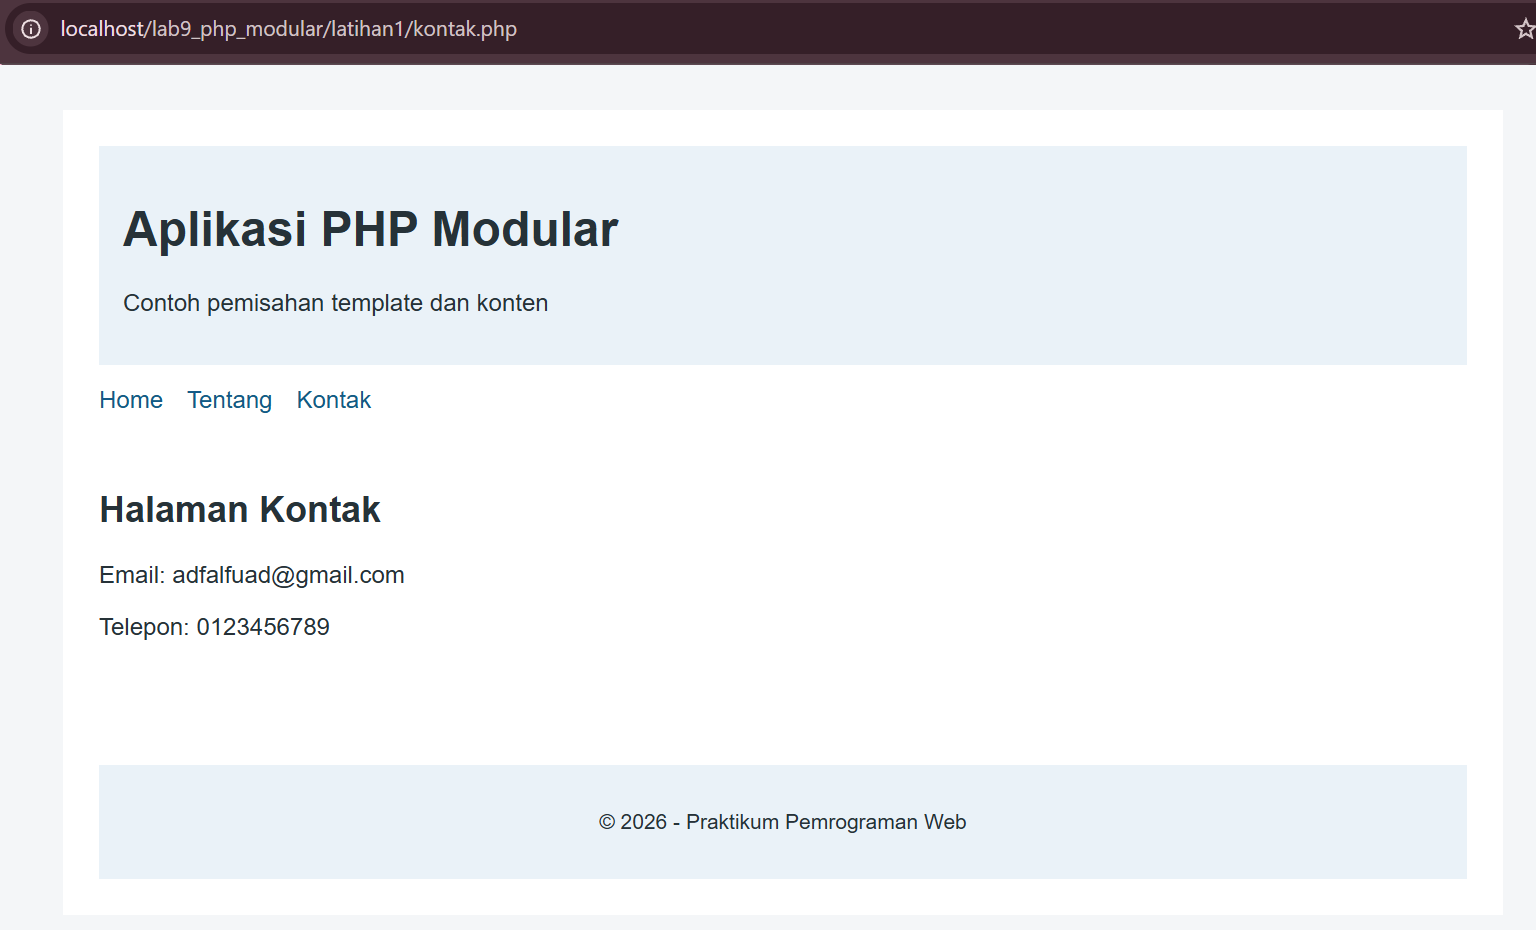 localhost/lab9_php_modular/latihan1/kontak.php
Aplikasi PHP Modular
Contoh pemisahan template dan konten
Home Tentang Kontak
Halaman Kontak
Email: adfalfuad@gmail.com
Telepon: 0123456789
© 2026 - Praktikum Pemrograman Web